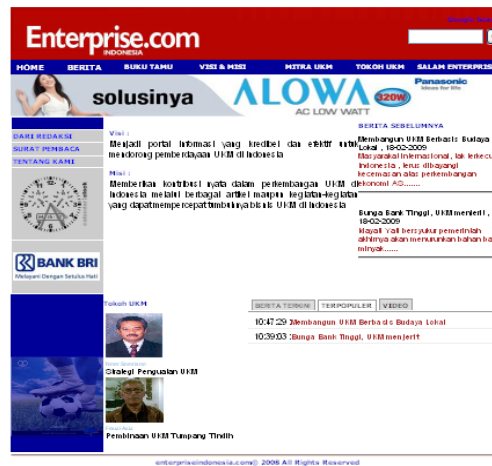 Enterprise.com
INDONESIA
HOME BERITA BUKU TAMU VISI & MISI MITRA UKM TOKOH UKM SALAM ENTERPRIS
solusinya ALOWA 320W
AC LOW WATT
Panasonic
ideas for life
DARI REDAKSI
SURAT PEMBACA
TENTANG KAMI
BANK BRI
Melayani Dengan Setulus Hati
Visi :
Menjadi portal informasi yang kredibel dan efektif untuk
mendorong pemberdayaan UKM di Indonesia
Misi :
Memberikan kontribusi nyata dalam perkembangan UKM di
Indonesia melalui berbagai artikel maupun kegiatan-kegiatan
yang dapat mempercepat tumbuhnya bisnis UKM di Indonesia
BERITA SEBELUMNYA
Membangun UKM Berbasis Budaya
Lokal , 18-02-2009
Masyarakat Internasional, tak terkecu
Indonesia , terus dibayangi
kecemasan atas perkembangan
ekonomi AS.......
Bunga Bank Tinggi, UKM menjerit ,
18-02-2009
Wayati Yati bersyukur pemerintah
akhirnya akan menurunkan bahan ba
minyak......
Tokoh UKM
Strategi Penguatan UKM
Pembinaan UKM Tumpang Tindih
BERITA TERKINI TERPOPULER VIDEO
10:47:29 :Membangun UKM Berbasis Budaya Lokal
10:39:03 :Bunga Bank Tinggi, UKM menjerit
enterpriseindonesia.com© 2008 All Rights Reserved